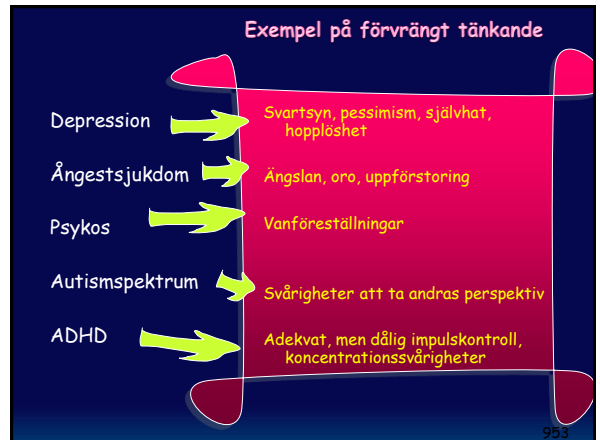 Exempel på förvrängt tänkande
Depression
Svartsyn, pessimism, självhat,
hopplöshet
Ångestsjukdom
Ängslan, oro, uppförstoring
Psykos
Vanföreställningar
Autismspektrum
Svårigheter att ta andras perspektiv
ADHD
Adekvat, men dålig impulskontroll,
koncentrationssvårigheter
953